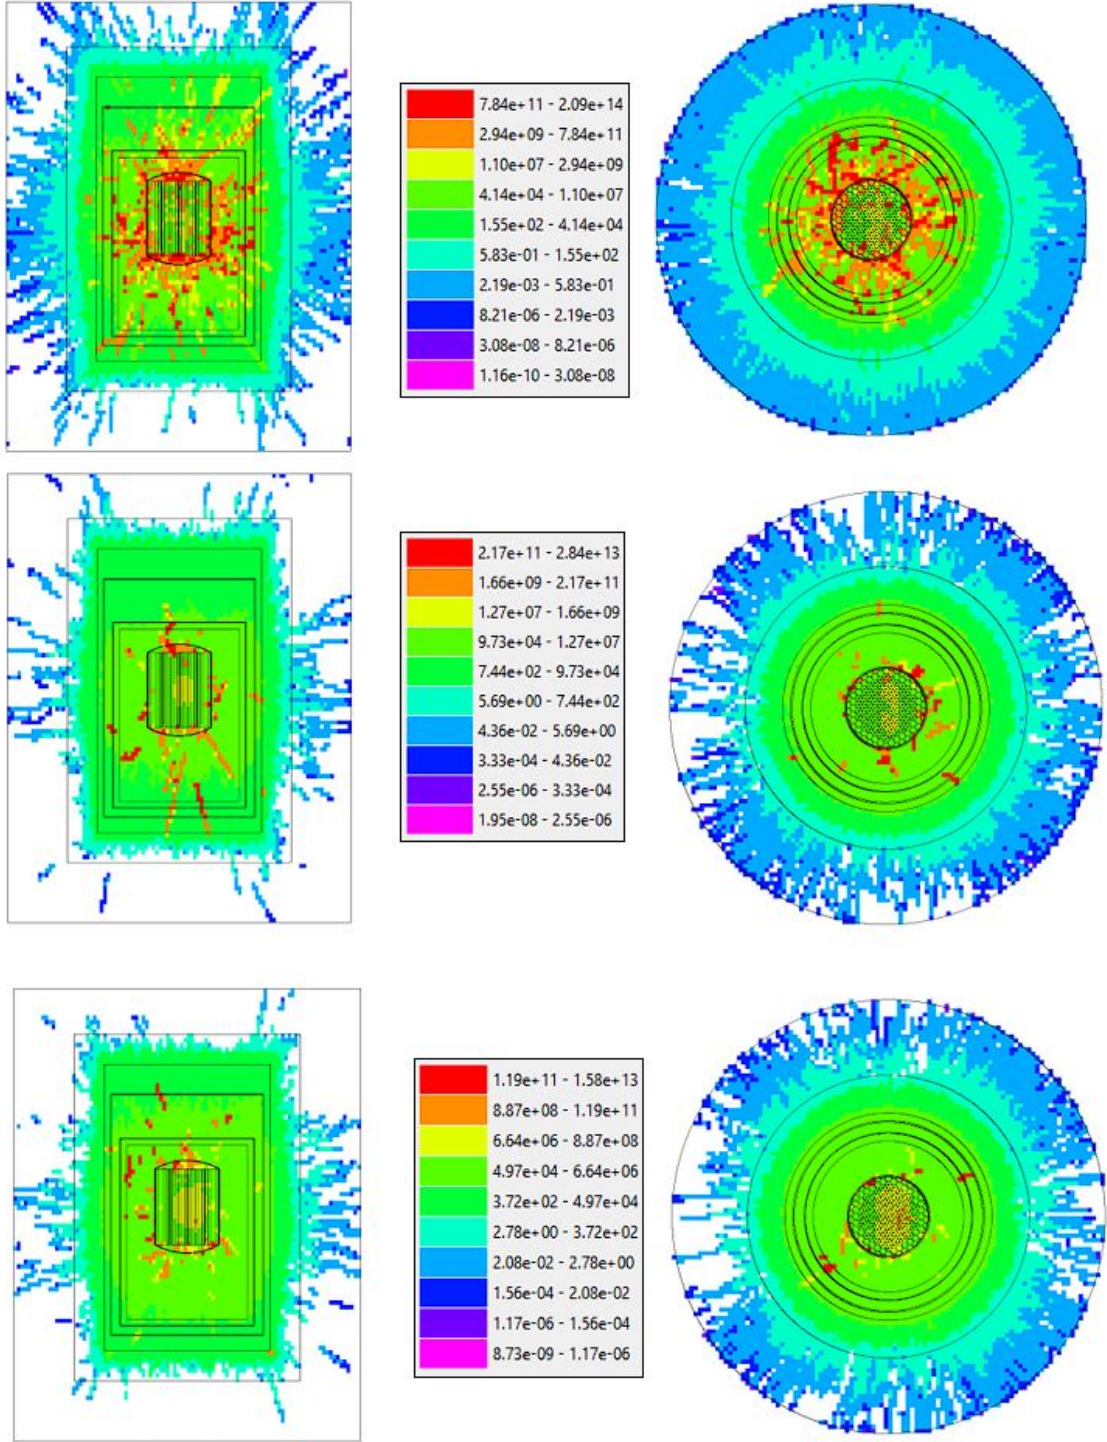 7.84e+11 - 2.09e+14
2.94e+09 - 7.84e+11
1.10e+07 - 2.94e+09
4.14e+04 - 1.10e+07
1.55e+02 - 4.14e+04
5.83e-01 - 1.55e+02
2.19e-03 - 5.83e-01
8.21e-06 - 2.19e-03
3.08e-08 - 8.21e-06
1.16e-10 - 3.08e-08
2.17e+11 - 2.84e+13
1.66e+09 - 2.17e+11
1.27e+07 - 1.66e+09
9.73e+04 - 1.27e+07
7.44e+02 - 9.73e+04
5.69e+00 - 7.44e+02
4.36e-02 - 5.69e+00
3.33e-04 - 4.36e-02
2.55e-06 - 3.33e-04
1.95e-08 - 2.55e-06
1.19e+11 - 1.58e+13
8.87e+08 - 1.19e+11
6.64e+06 - 8.87e+08
4.97e+04 - 6.64e+06
3.72e+02 - 4.97e+04
2.78e+00 - 3.72e+02
2.08e-02 - 2.78e+00
1.56e-04 - 2.08e-02
1.17e-06 - 1.56e-04
8.73e-09 - 1.17e-06